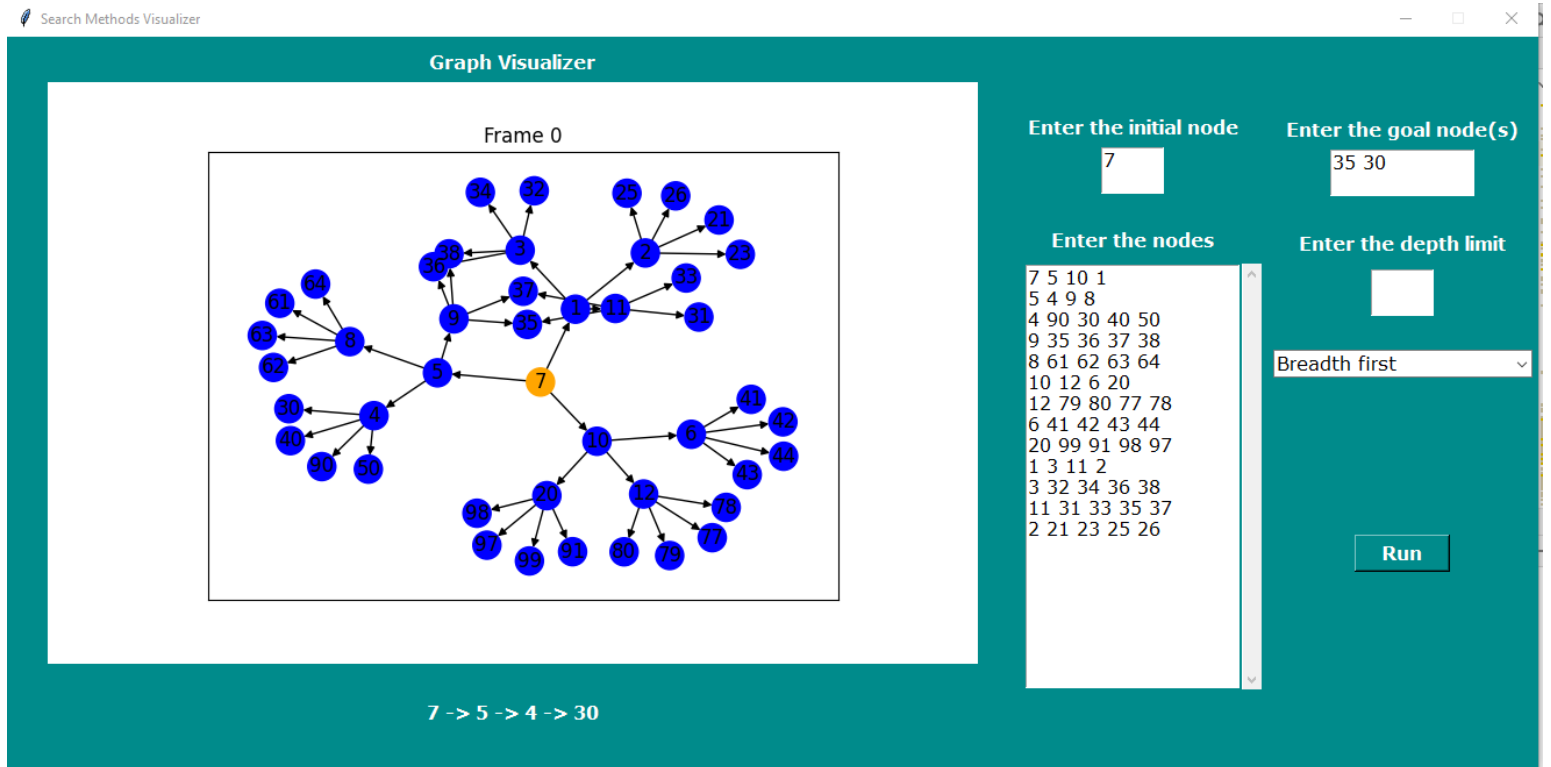 Search Methods Visualizer
Graph Visualizer
Frame 0
34
32
25
26
21
23
38
3
2
36
33
64
37
61
1
11
9
35
31
63
8
62
5
7
41
30
4
42
40
10
6
44
90
50
43
20
12
98
78
97
77
99
91
80
79
7 -> 5 -> 4 -> 30
Enter the initial node
7
Enter the goal node(s)
35 30
Enter the nodes
7 5 10 1
5 4 9 8
4 90 30 40 50
9 35 36 37 38
8 61 62 63 64
10 12 6 20
12 79 80 77 78
6 41 42 43 44
20 99 91 98 97
1 3 11 2
3 32 34 36 38
11 31 33 35 37
2 21 23 25 26
Enter the depth limit
Breadth first
Run